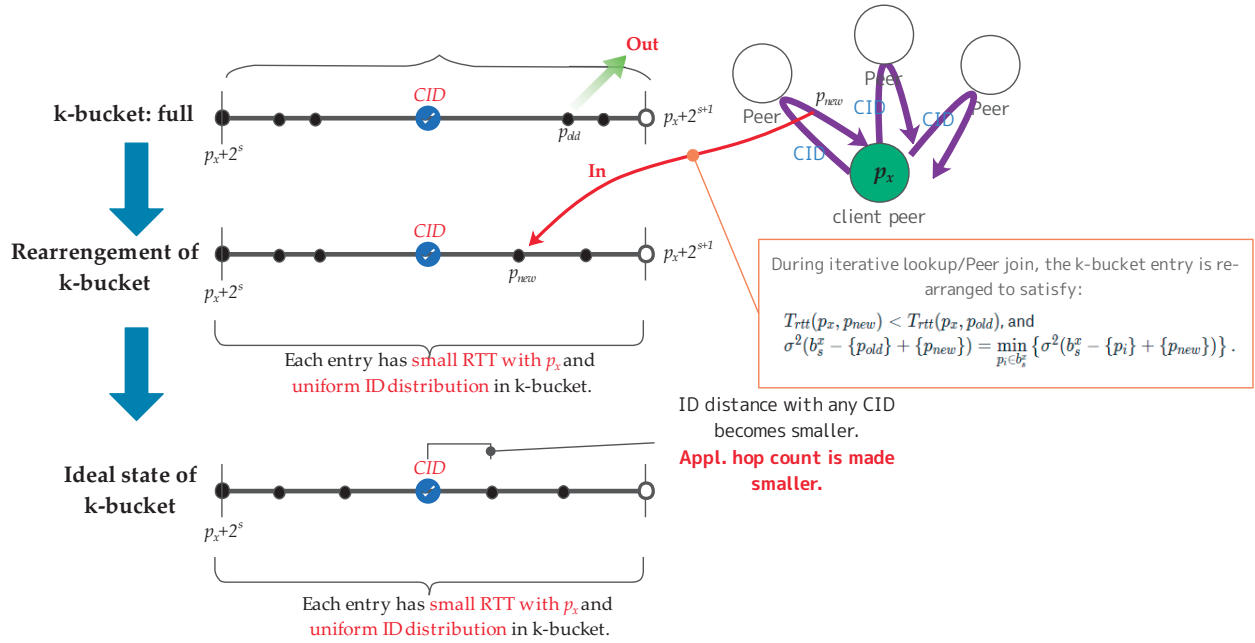 Out
k-bucket: full
CID
p_old
p_x+2^s
p_x+2^{s+1}
Peer
Peer
Peer
p_new
CID
CID
CID
p_x
client peer
In
Rearrengement of
k-bucket
CID
p_new
p_x+2^s
p_x+2^{s+1}
Each entry has small RTT with p_x and
uniform ID distribution in k-bucket.
During iterative lookup/Peer join, the k-bucket entry is re-
arranged to satisfy:
T_rtt(p_x, p_new) < T_rtt(p_x, p_old), and
σ²(b_s^x − {p_old} + {p_new}) = min_{p_i∈b_s^x} {σ²(b_s^x − {p_i} + {p_new})} .
ID distance with any CID
becomes smaller.
Appl. hop count is made
smaller.
Ideal state of
k-bucket
CID
p_x+2^s
Each entry has small RTT with p_x and
uniform ID distribution in k-bucket.